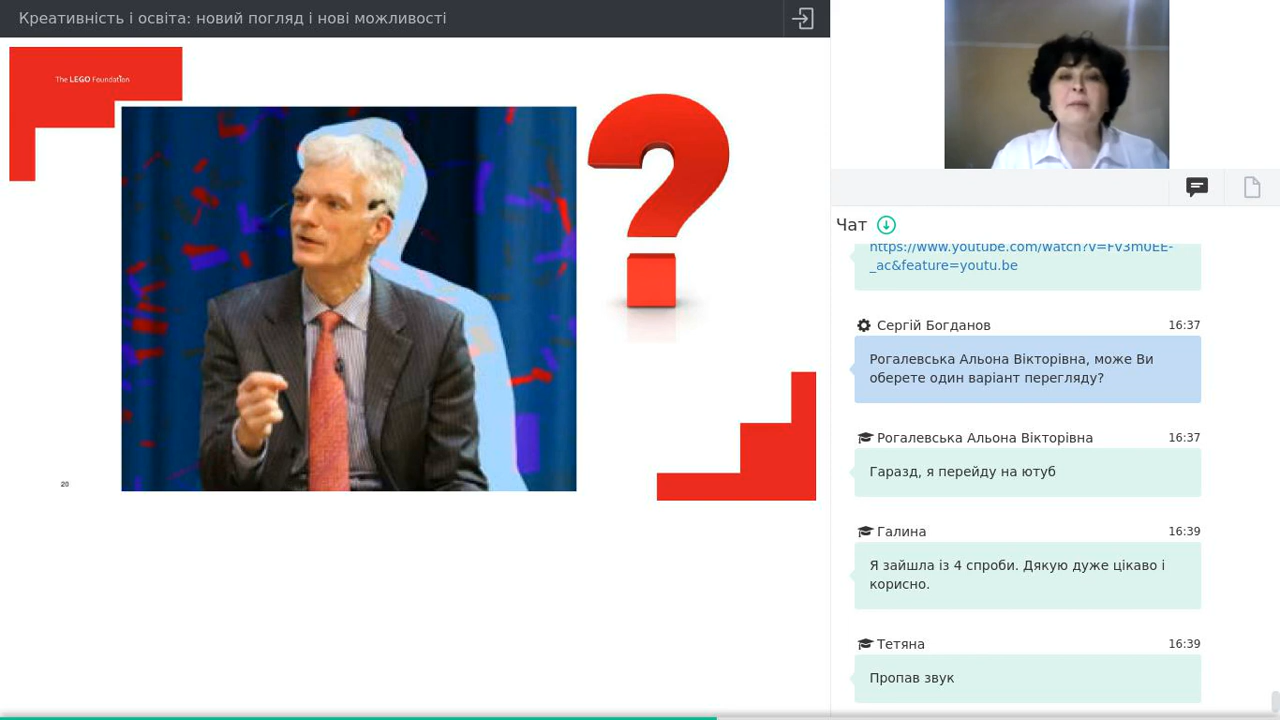 Креативність і освіта: новий погляд і нові можливості
The LEGO Foundation
20
Чат
https://www.youtube.com/watch?v=FV3m0EE-
_ac&feature=youtu.be
Сергій Богданов 16:37
Рогалевська Альона Вікторівна, може Ви
оберете один варіант перегляду?
Рогалевська Альона Вікторівна 16:37
Гаразд, я перейду на ютуб
Галина 16:39
Я зайшла із 4 спроби. Дякую дуже цікаво і
корисно.
Тетяна 16:39
Пропав звук